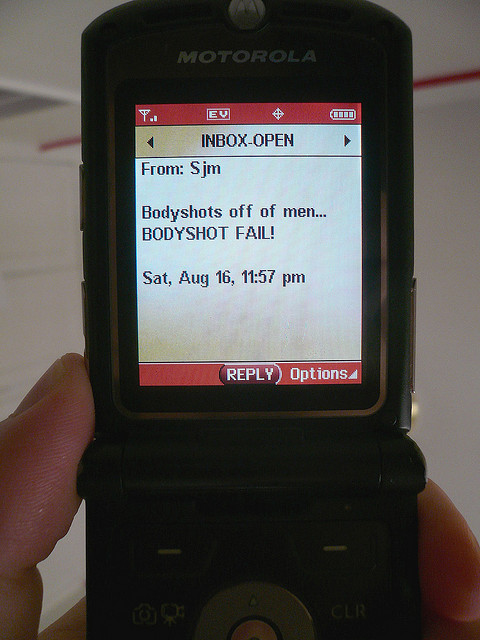 MOTOROLA
EV
INBOX-OPEN
From: Sjm
Bodyshots off of men...
BODYSHOT FAIL!
Sat, Aug 16, 11:57 pm
REPLY Options
CLR